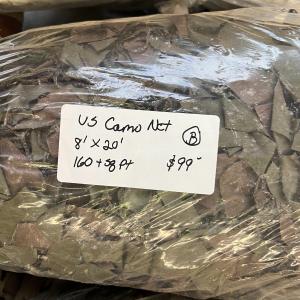 US Camo Net
8' X 20' B
160 + sq ft $99-